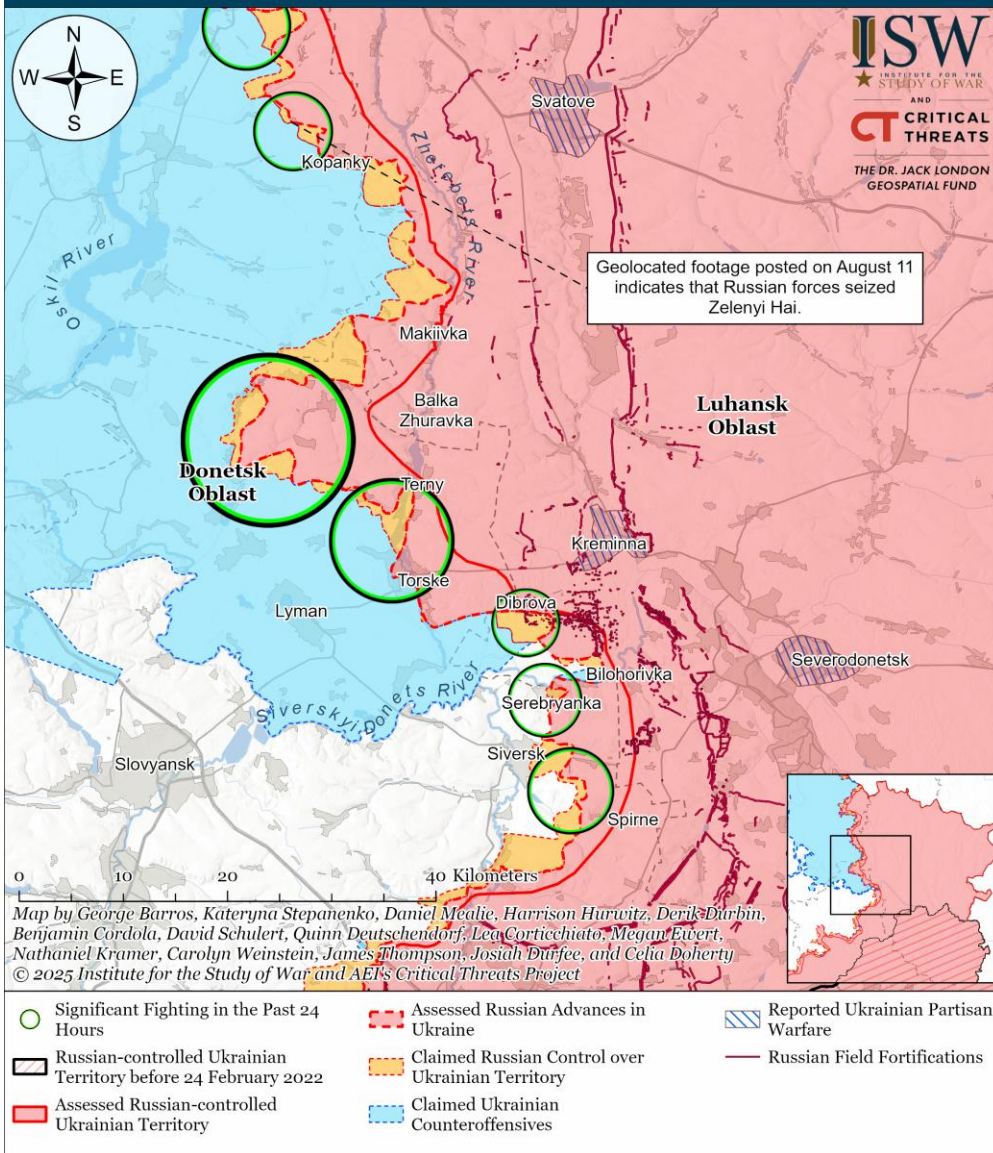 N
W E
S
ISW
INSTITUTE FOR THE
STUDY OF WAR
AND
CT CRITICAL
THREATS
THE DR. JACK LONDON
GEOSPATIAL FUND
Svatove
Kopanky
Zherebets River
Oskil River
Geolocated footage posted on August 11
indicates that Russian forces seized
Zelenyi Hai.
Makiivka
Balka
Zhuravka
Luhansk
Oblast
Donetsk
Oblast
Terny
Kreminna
Torske
Dibrova
Lyman
Severodonetsk
Bilohorivka
Serebryanka
Siverskyi Donets River
Siversk
Slovyansk
Spirne
0 10 20 40 Kilometers
Map by George Barros, Kateryna Stepanenko, Daniel Mealie, Harrison Hurwitz, Derik Durbin,
Benjamin Cordola, David Schulert, Quinn Deutschendorf, Lea Corticchiato, Megan Ewert,
Nathaniel Kramer, Carolyn Weinstein, James Thompson, Josiah Durfee, and Celia Doherty
© 2025 Institute for the Study of War and AEI's Critical Threats Project
Significant Fighting in the Past 24
Hours
Russian-controlled Ukrainian
Territory before 24 February 2022
Assessed Russian-controlled
Ukrainian Territory
Assessed Russian Advances in
Ukraine
Claimed Russian Control over
Ukrainian Territory
Claimed Ukrainian
Counteroffensives
Reported Ukrainian Partisan
Warfare
Russian Field Fortifications